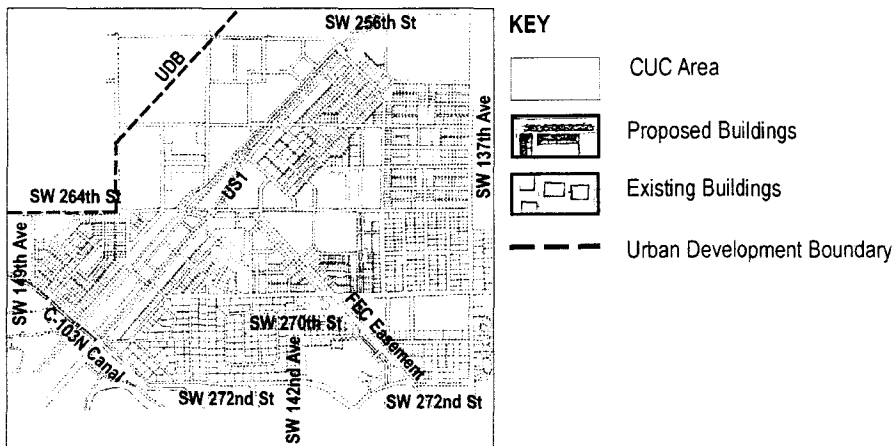 SW 256th St
UDB
SW 137th Ave
US1
SW 264th St
SW 149th Ave
C-103N Canal
SW 270th St
FEC Easement
SW 142nd Ave
SW 272nd St
SW 272nd St
KEY
CUC Area
Proposed Buildings
Existing Buildings
Urban Development Boundary